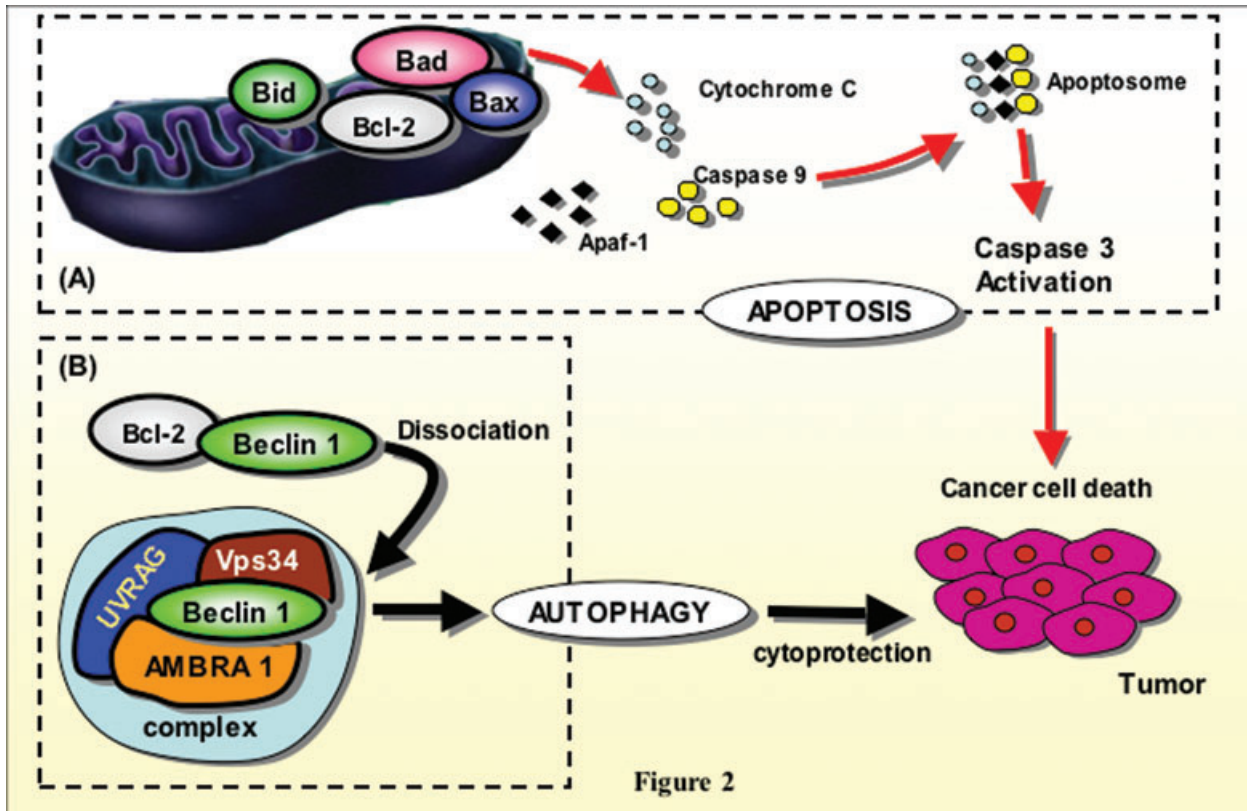 Bad
Bid
Bax
Bcl-2
Cytochrome C
Apoptosome
Caspase 9
Apaf-1
Caspase 3
Activation
(A)
APOPTOSIS
(B)
Bcl-2
Beclin 1
Dissociation
Cancer cell death
UVRAG
Vps34
Beclin 1
AMBRA 1
complex
AUTOPHAGY
cytoprotection
Tumor
Figure 2